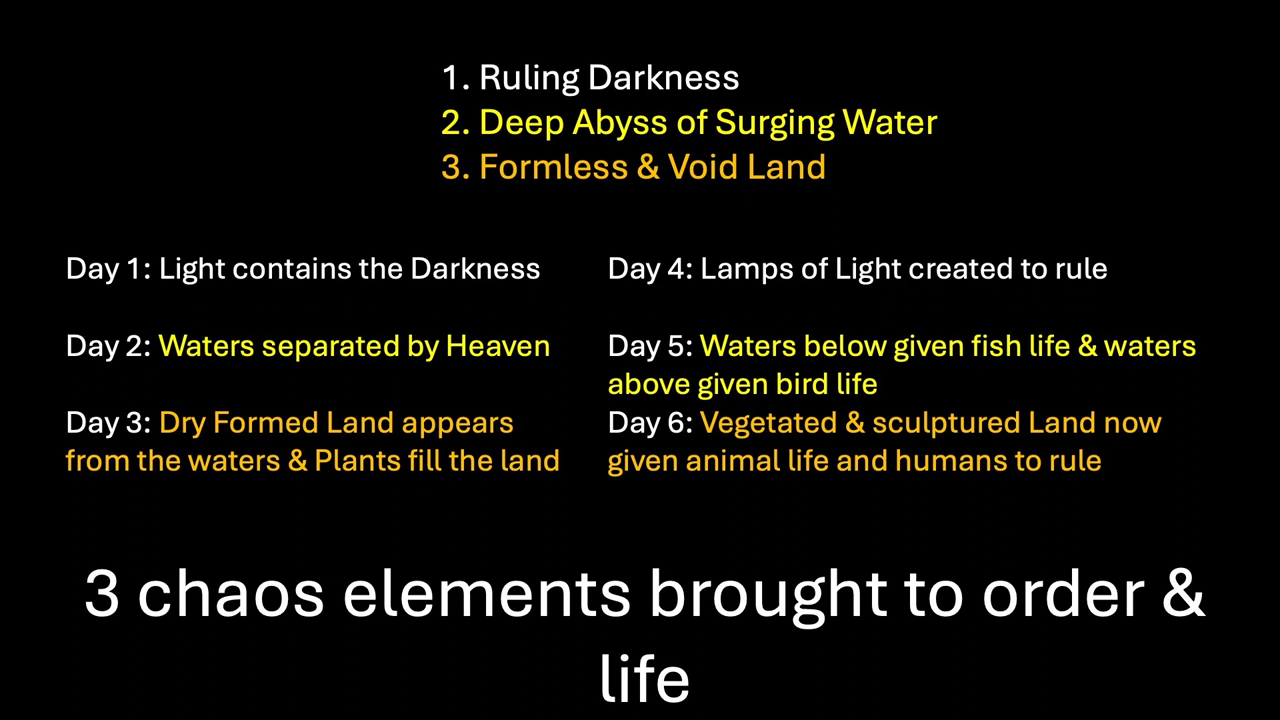 1. Ruling Darkness
2. Deep Abyss of Surging Water
3. Formless & Void Land
Day 1: Light contains the Darkness
Day 2: Waters separated by Heaven
Day 3: Dry Formed Land appears
from the waters & Plants fill the land
Day 4: Lamps of Light created to rule
Day 5: Waters below given fish life & waters
above given bird life
Day 6: Vegetated & sculptured Land now
given animal life and humans to rule
3 chaos elements brought to order &
life